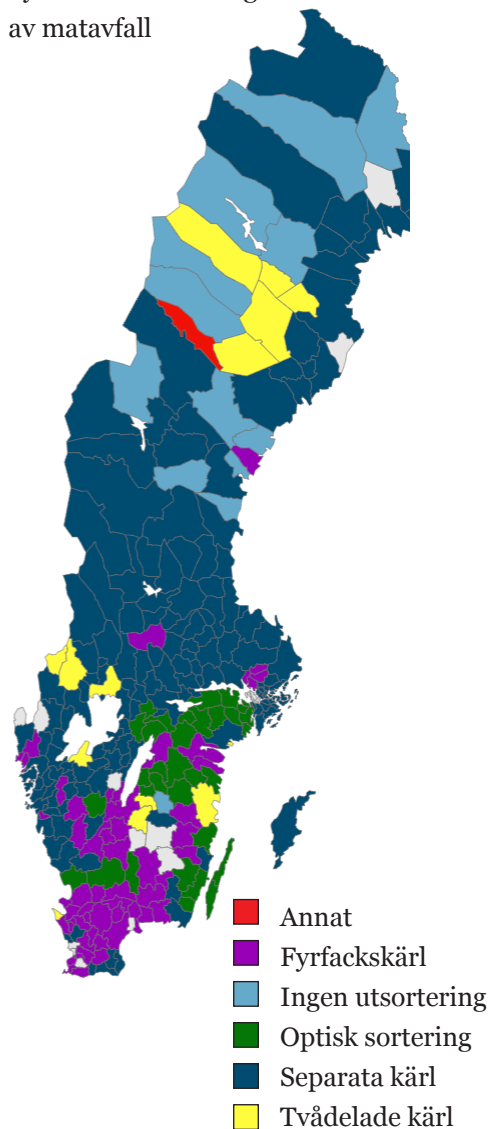 av matavfall
Annat
Fyrfackskärl
Ingen utsortering
Optisk sortering
Separata kärl
Tvådelade kärl